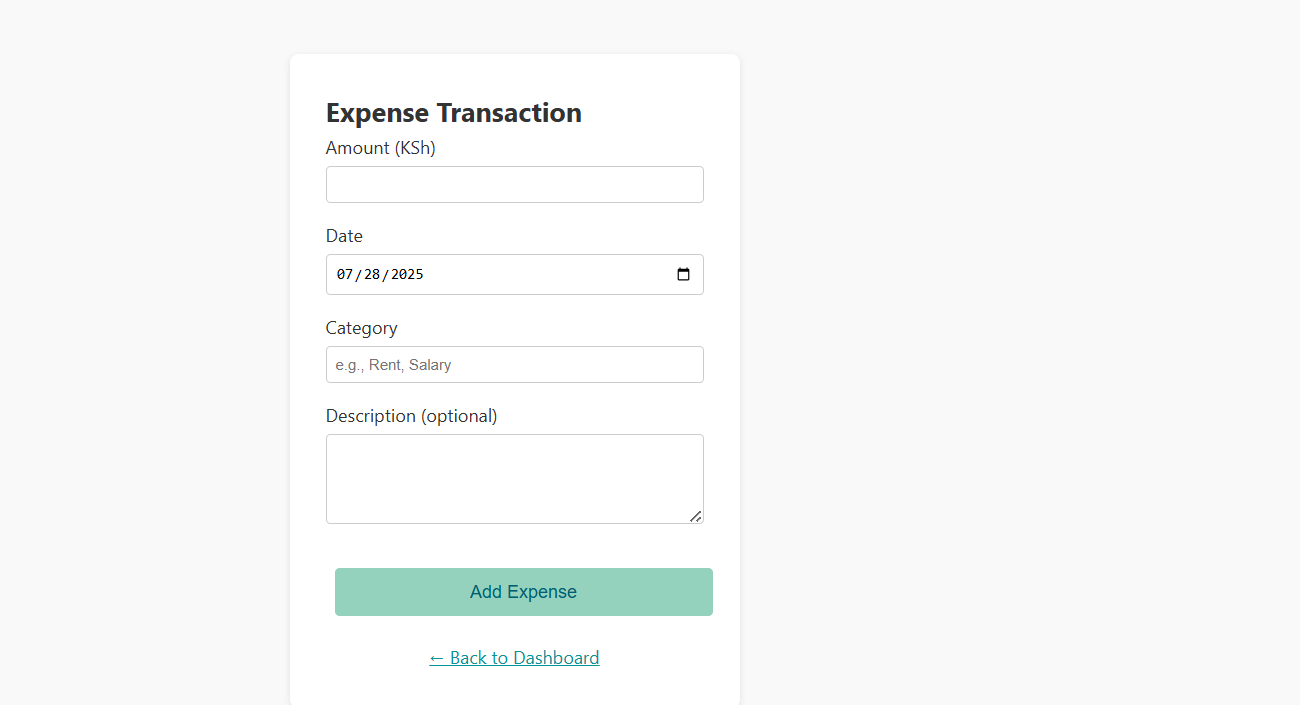 Expense Transaction
Amount (KSh)
Date
07/28/2025
Category
e.g., Rent, Salary
Description (optional)
Add Expense
← Back to Dashboard